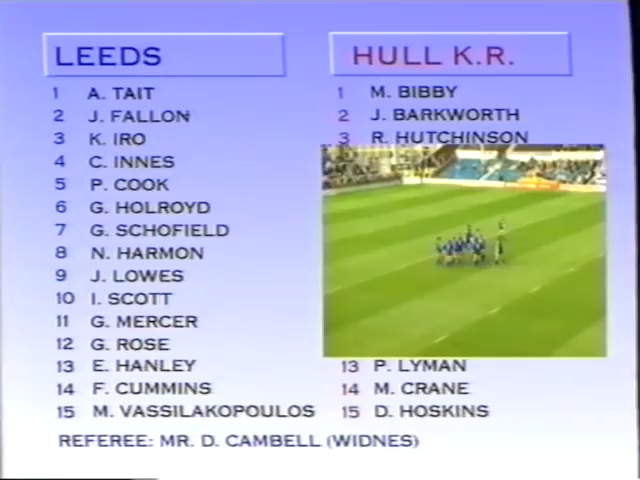 LEEDS
1 A. TAIT
2 J. FALLON
3 K. IRO
4 C. INNES
5 P. COOK
6 G. HOLROYD
7 G. SCHOFIELD
8 N. HARMON
9 J. LOWES
10 I. SCOTT
11 G. MERCER
12 G. ROSE
13 E. HANLEY
14 F. CUMMINS
15 M. VASSILAKOPOULOS
HULL K.R.
1 M. BIBBY
2 J. BARKWORTH
3 R. HUTCHINSON
13 P. LYMAN
14 M. CRANE
15 D. HOSKINS
REFEREE: MR. D. CAMBELL (WIDNES)